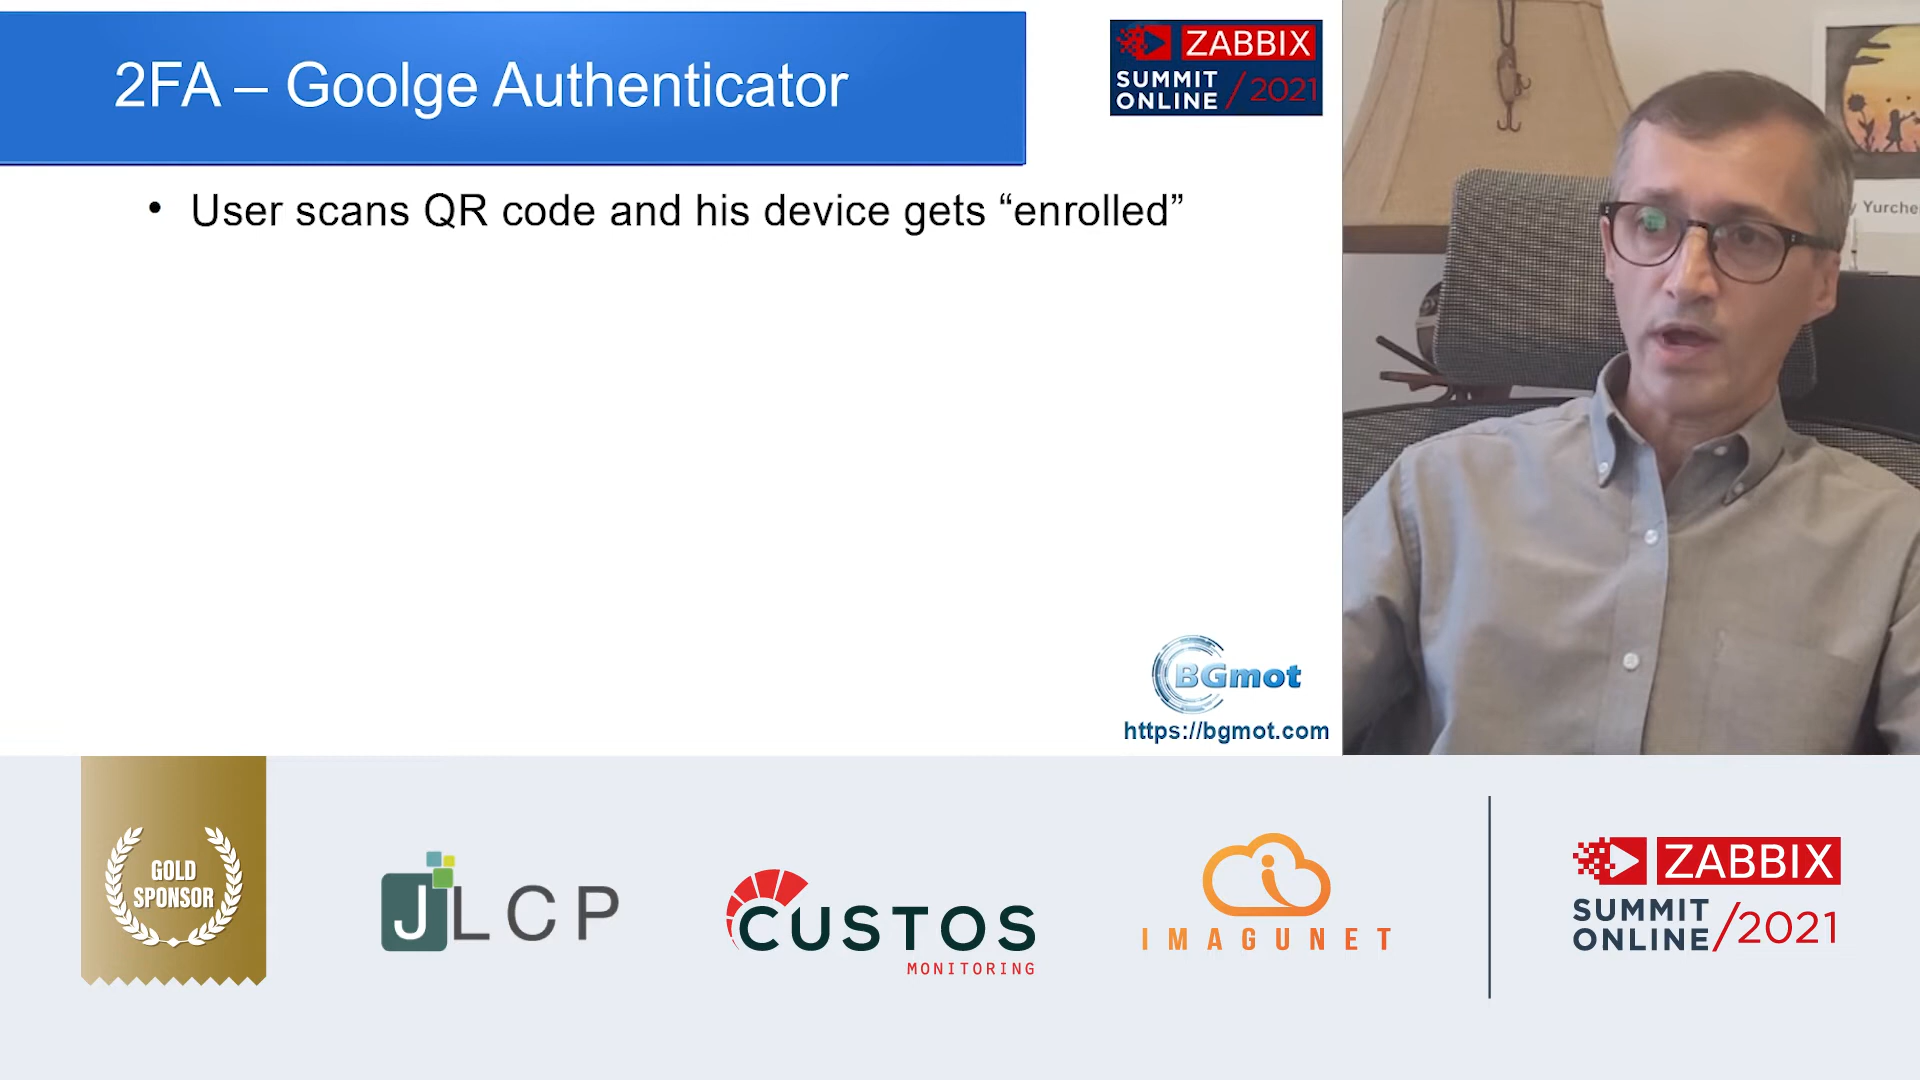 2FA – Goolge Authenticator
ZABBIX
SUMMIT
ONLINE / 2021
• User scans QR code and his device gets “enrolled”
y Yurche
BGmot
https://bgmot.com
GOLD
SPONSOR
JLCP
CUSTOS
MONITORING
IMAGUNET
ZABBIX
SUMMIT
ONLINE / 2021